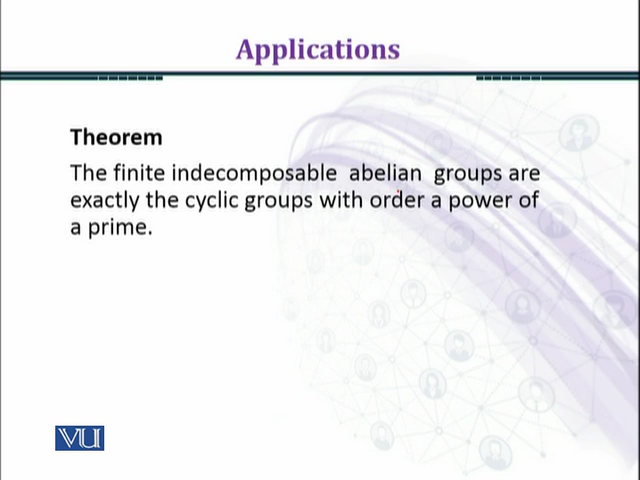 Applications
Theorem
The finite indecomposable abelian groups are
exactly the cyclic groups with order a power of
a prime.
VU